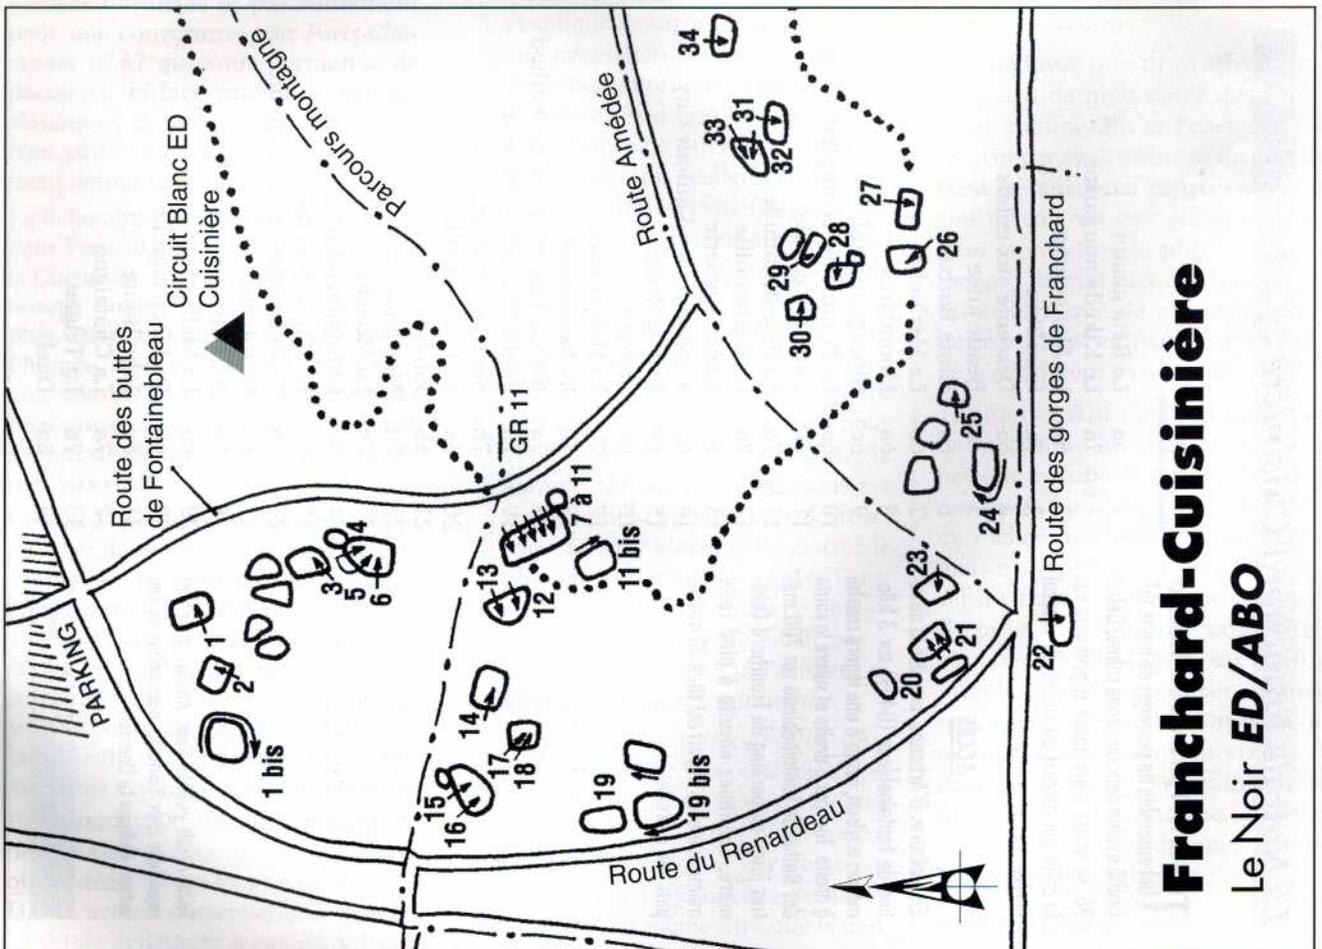 Franchard-Cuisinière
Le Noir ED/ABO
PARKING
Route des buttes
de Fontainebleau
Circuit Blanc ED
Cuisinière
Parcours montagne
GR 11
Route Amédée
Route du Renardeau
Route des gorges de Franchard
1
2
1 bis
3
4
5
6
7 à 11
11 bis
12
13
14
15
16
17
18
19
19 bis
20
21
22
23
24
25
26
27
28
29
30
31
32
33
34